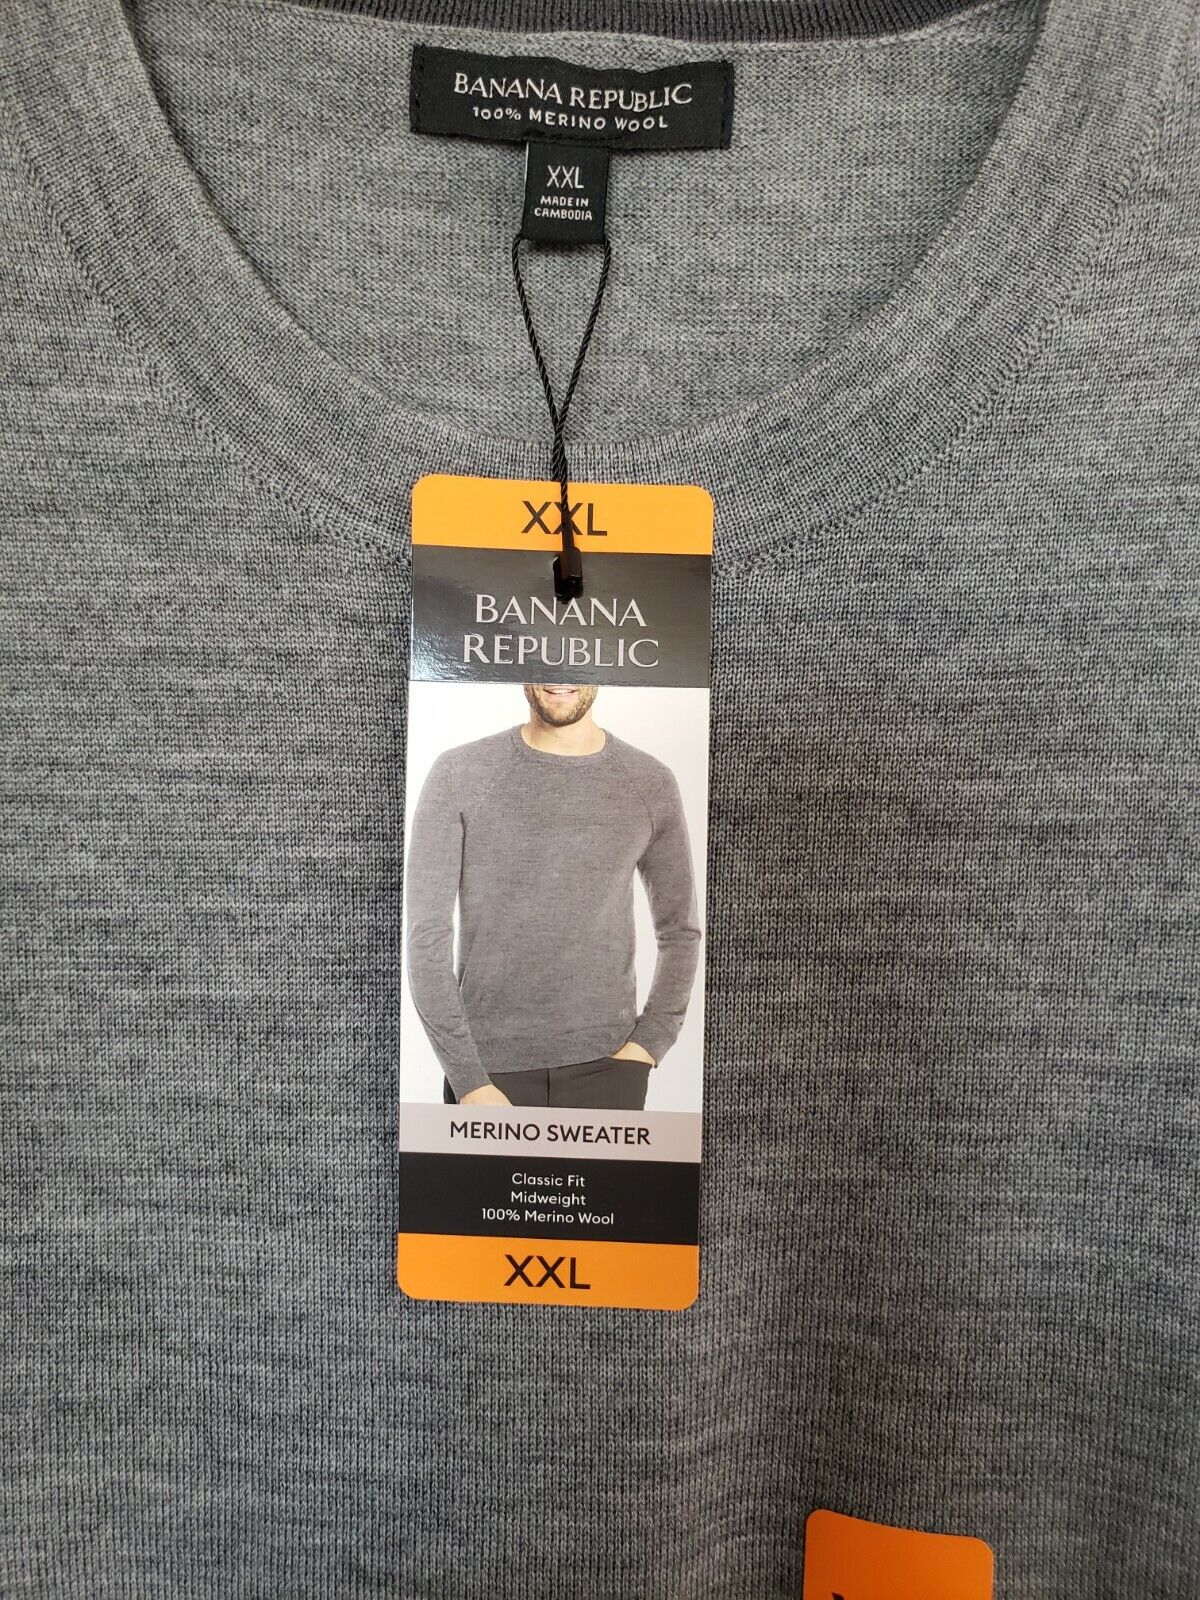 BANANA REPUBLIC
100% MERINO WOOL
XXL
MADE IN
CAMBODIA
XXL
BANANA
REPUBLIC
MERINO SWEATER
Classic Fit
Midweight
100% Merino Wool
XXL